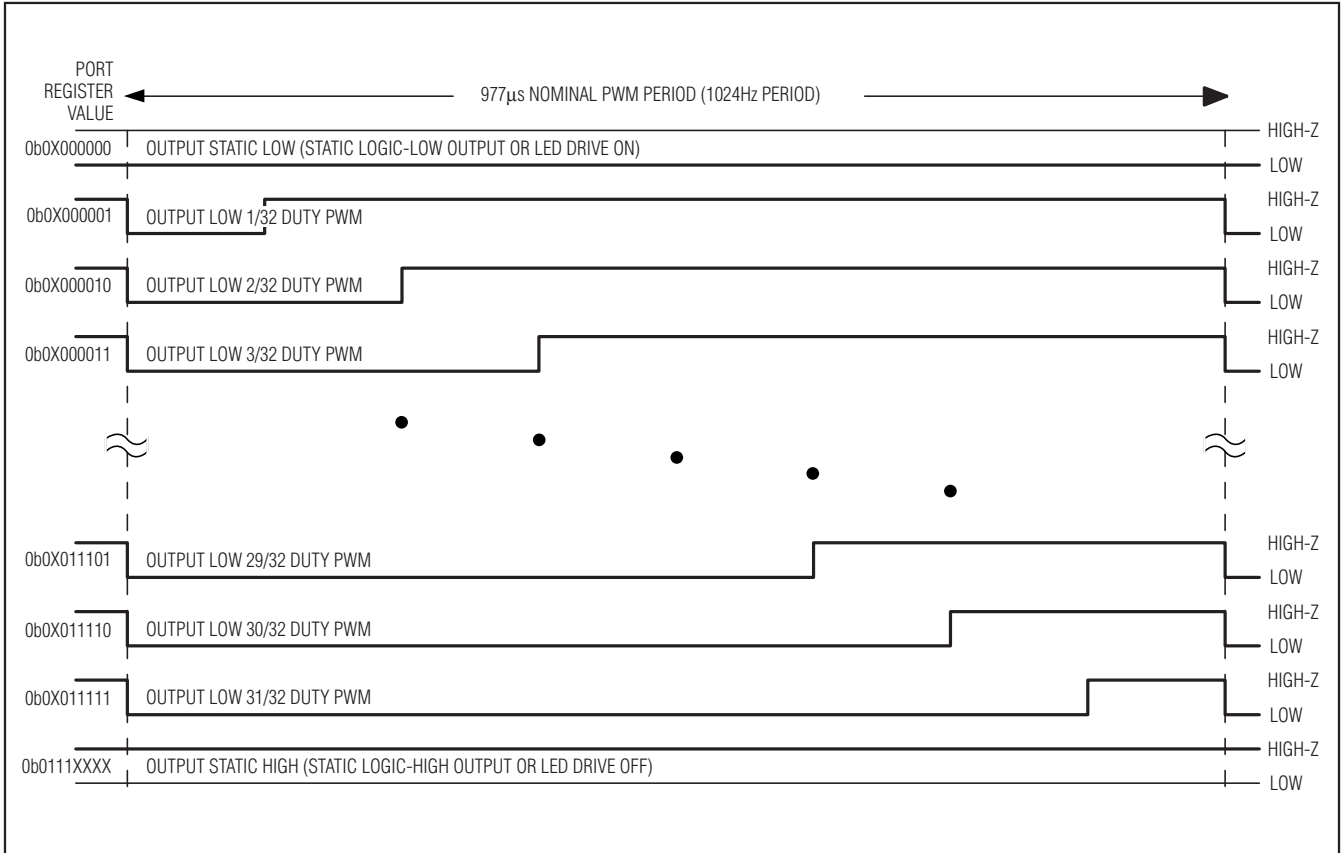 PORT
REGISTER
VALUE
977μs NOMINAL PWM PERIOD (1024Hz PERIOD)
HIGH-Z
0b0X000000 OUTPUT STATIC LOW (STATIC LOGIC-LOW OUTPUT OR LED DRIVE ON)
LOW
HIGH-Z
0b0X000001 OUTPUT LOW 1/32 DUTY PWM
LOW
HIGH-Z
0b0X000010 OUTPUT LOW 2/32 DUTY PWM
LOW
HIGH-Z
0b0X000011 OUTPUT LOW 3/32 DUTY PWM
LOW
HIGH-Z
0b0X011101 OUTPUT LOW 29/32 DUTY PWM
LOW
HIGH-Z
0b0X011110 OUTPUT LOW 30/32 DUTY PWM
LOW
HIGH-Z
0b0X011111 OUTPUT LOW 31/32 DUTY PWM
LOW
HIGH-Z
0b0111XXXX OUTPUT STATIC HIGH (STATIC LOGIC-HIGH OUTPUT OR LED DRIVE OFF)
LOW